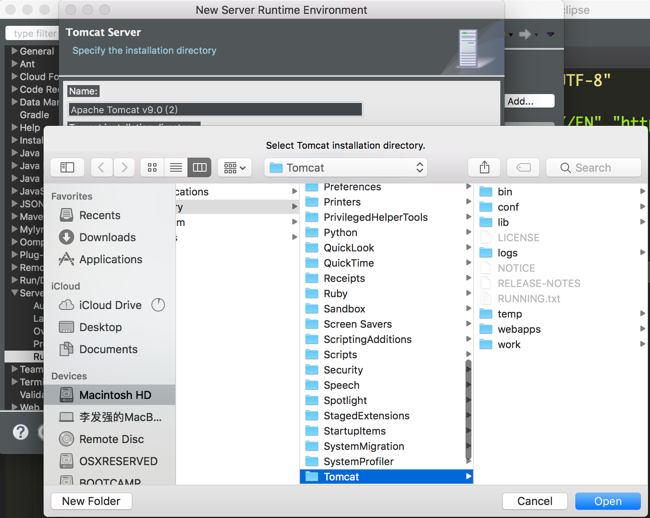 New Server Runtime Environment
clipse
Tomcat Server
Specify the installation directory
type filter
General
Ant
Cloud Fo
Code Rec
Data Man
Gradle
Help
Install
Java
Java
Java
JavaS
JSON
Mave
Mylyn
Oomp
Plug-
Remo
Run/D
Serve
Au
La
Ov
Pr
Ru
Team
Term
Valida
Web
Name:
Apache Tomcat v9.0 (2)
UTF-8"
Add...
/EN" "http
Select Tomcat installation directory.
Tomcat
Search
Favorites
Recents
Downloads
Applications
iCloud
iCloud Drive
Desktop
Documents
Devices
Macintosh HD
李发强的MacB...
Remote Disc
OSXRESERVED
BOOTCAMP
cations
ry
m
s
Preferences
Printers
PrivilegedHelperTools
Python
QuickLook
QuickTime
Receipts
Ruby
Sandbox
Screen Savers
ScriptingAdditions
Scripts
Security
Speech
Spotlight
StagedExtensions
StartupItems
SystemMigration
SystemProfiler
Tomcat
bin
conf
lib
LICENSE
logs
NOTICE
RELEASE-NOTES
RUNNING.txt
temp
webapps
work
New Folder
Cancel
Open